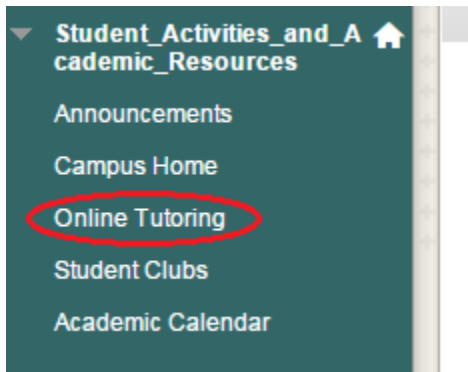 Student_Activities_and_A
cademic_Resources
Announcements
Campus Home
Online Tutoring
Student Clubs
Academic Calendar